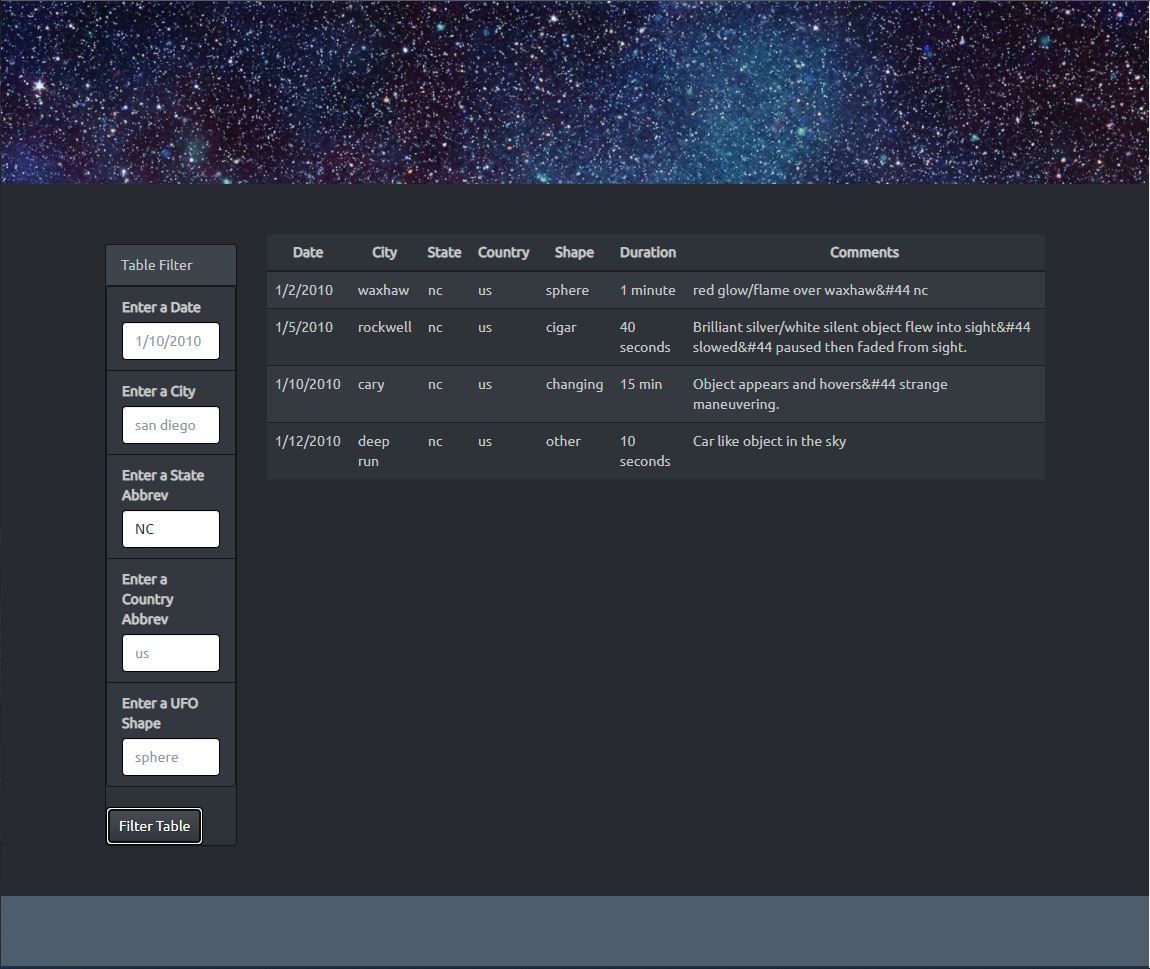 Table Filter
Enter a Date
1/10/2010
Enter a City
san diego
Enter a State
Abbrev
NC
Enter a
Country
Abbrev
us
Enter a UFO
Shape
sphere
Filter Table
Date City State Country Shape Duration Comments
1/2/2010 waxhaw nc us sphere 1 minute red glow/flame over waxhaw&#44 nc
1/5/2010 rockwell nc us cigar 40 Brilliant silver/white silent object flew into sight&#44
seconds slowed&#44 paused then faded from sight.
1/10/2010 cary nc us changing 15 min Object appears and hovers&#44 strange
maneuvering.
1/12/2010 deep nc us other 10 Car like object in the sky
run seconds